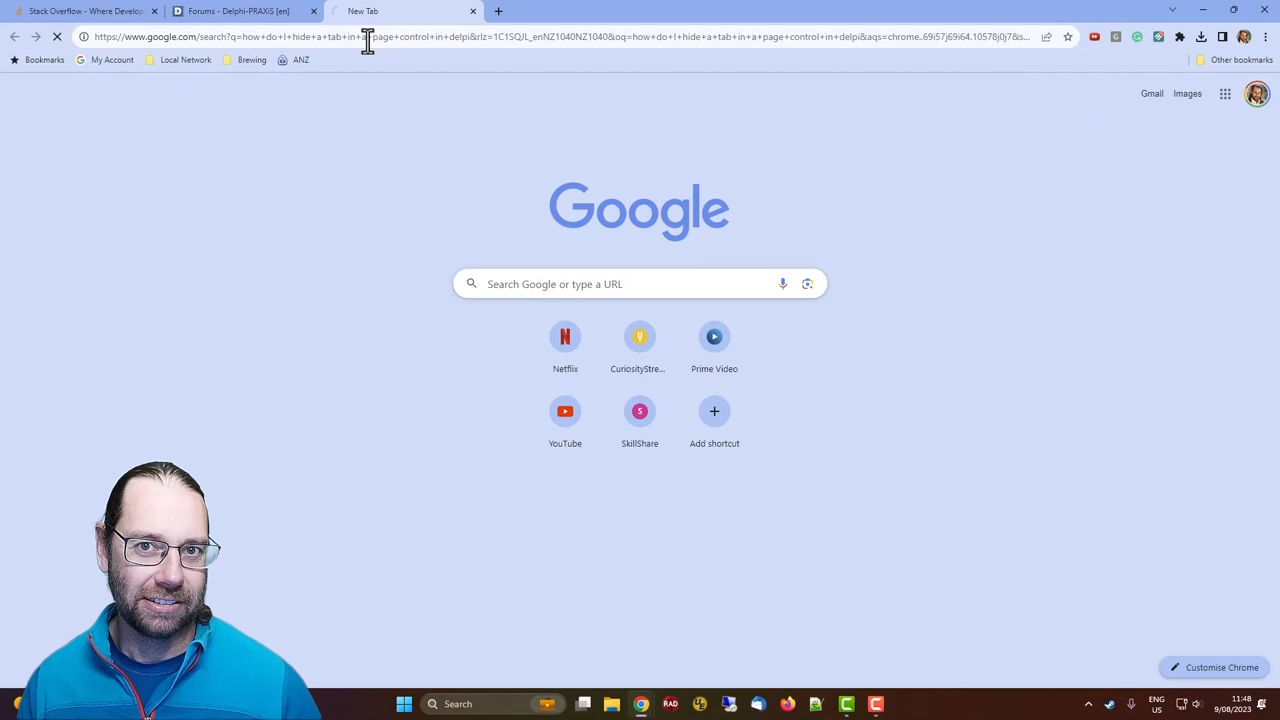 Stack Overflow - Where Develop
Forums - Delphi-PRAXiS [en]
New Tab
https://www.google.com/search?q=how+do+I+hide+a+tab+in+a+page+control+in+delpi&rlz=1C1SQJL_enNZ1040NZ1040&oq=how+do+I+hide+a+tab+in+a+page+control+in+delpi&aqs=chrome..69i57j69i64.10578j0j7&s...
Bookmarks
My Account
Local Network
Brewing
ANZ
Other bookmarks
Gmail
Images
Google
Search Google or type a URL
Netflix
CuriosityStre...
Prime Video
S
YouTube
SkillShare
Add shortcut
Customise Chrome
Search
RAD
ENG
US
11:48
9/08/2023